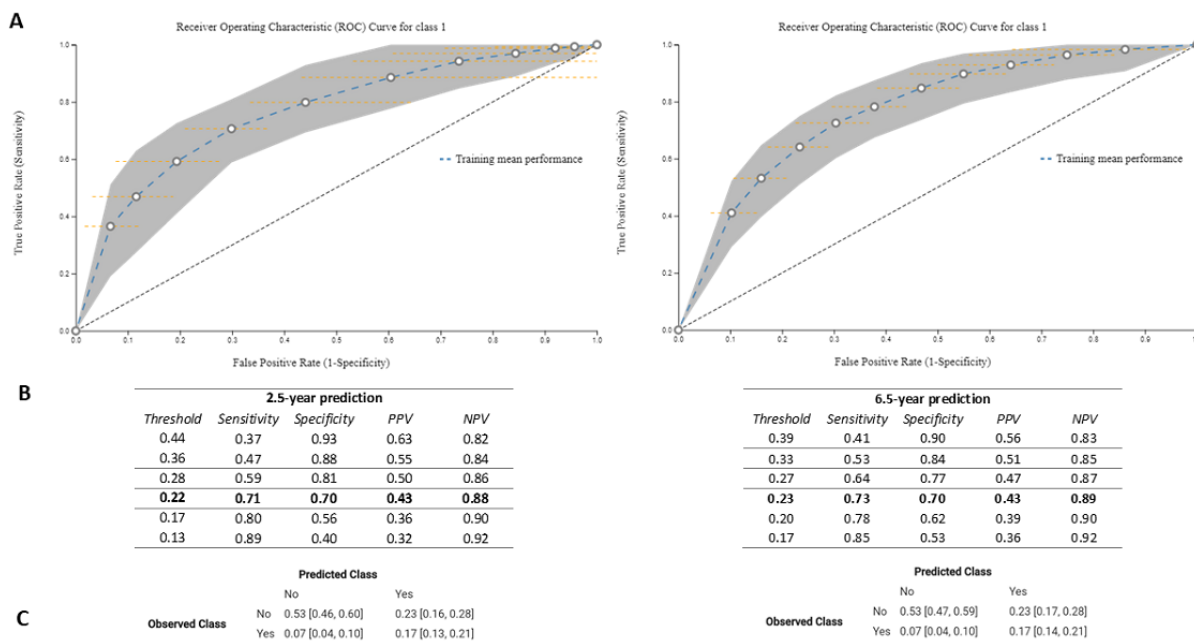 A
Receiver Operating Characteristic (ROC) Curve for class 1
1.0
0.8
0.6
0.4
0.2
0.0
True Positive Rate (Sensitivity)
Training mean performance
0.0 0.1 0.2 0.3 0.4 0.5 0.6 0.7 0.8 0.9 1.0
False Positive Rate (1-Specificity)
Receiver Operating Characteristic (ROC) Curve for class 1
1.0
0.8
0.6
0.4
0.2
0.0
True Positive Rate (Sensitivity)
Training mean performance
0.0 0.1 0.2 0.3 0.4 0.5 0.6 0.7 0.8 0.9
False Positive Rate (1-Specificity)
B
2.5-year prediction
Threshold Sensitivity Specificity PPV NPV
0.44 0.37 0.93 0.63 0.82
0.36 0.47 0.88 0.55 0.84
0.28 0.59 0.81 0.50 0.86
0.22 0.71 0.70 0.43 0.88
0.17 0.80 0.56 0.36 0.90
0.13 0.89 0.40 0.32 0.92
6.5-year prediction
Threshold Sensitivity Specificity PPV NPV
0.39 0.41 0.90 0.56 0.83
0.33 0.53 0.84 0.51 0.85
0.27 0.64 0.77 0.47 0.87
0.23 0.73 0.70 0.43 0.89
0.20 0.78 0.62 0.39 0.90
0.17 0.85 0.53 0.36 0.92
C
Predicted Class
No Yes
Observed Class
No 0.53 [0.46, 0.60] 0.23 [0.16, 0.28]
Yes 0.07 [0.04, 0.10] 0.17 [0.13, 0.21]
Predicted Class
No Yes
Observed Class
No 0.53 [0.47, 0.59] 0.23 [0.17, 0.28]
Yes 0.07 [0.04, 0.10] 0.17 [0.14, 0.21]